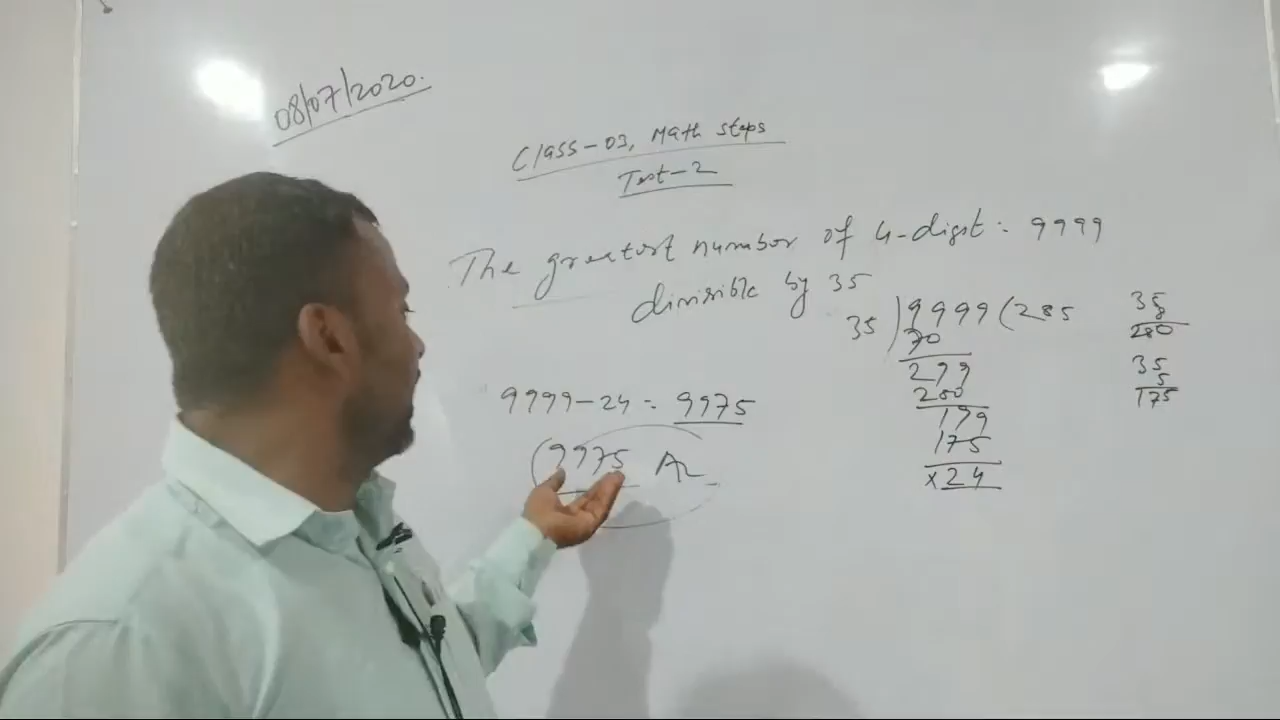 08/07/2020.
Class-03, Math steps
Test-2
The greatest number of 4-digit : 9999
divisible by 35
35 ) 9999 ( 285
70
299
280
199
175
× 24
35
8
280
35
5
175
9999-24 = 9975
(9975